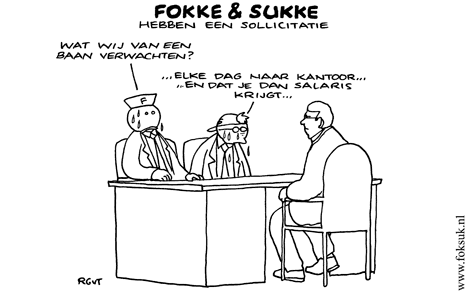 FOKKE & SUKKE
HEBBEN EEN SOLLICITATIE
WAT WIJ VAN EEN
BAAN VERWACHTEN?
...ELKE DAG NAAR KANTOOR...
...EN DAT JE DAN SALARIS
KRIJGT...
F
RGVT
www.foksuk.nl